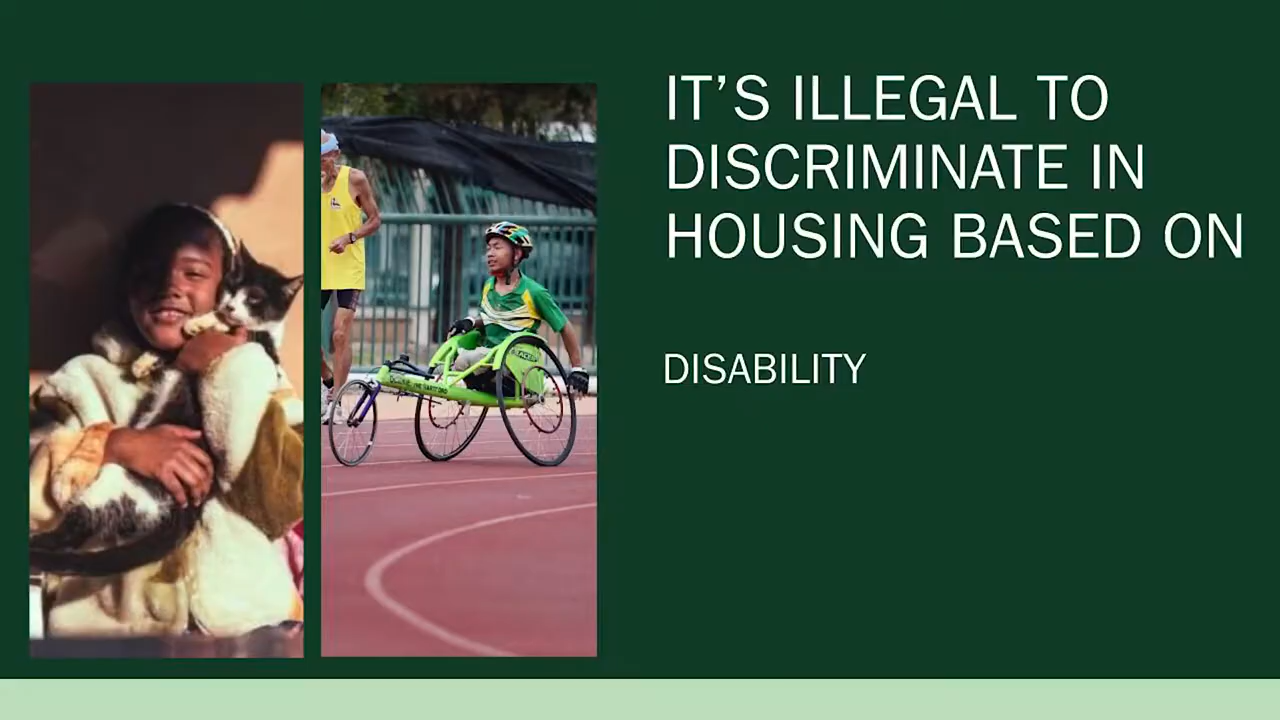 IT’S ILLEGAL TO
DISCRIMINATE IN
HOUSING BASED ON
DISABILITY